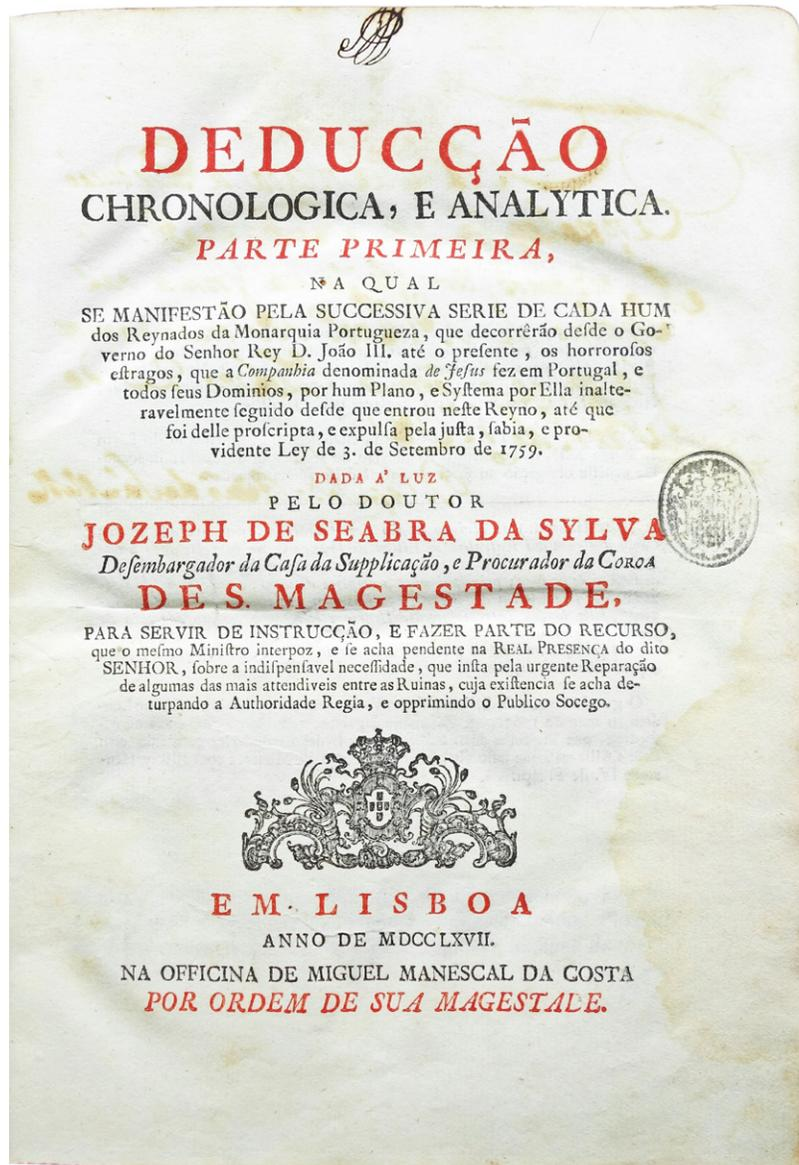 DEDUCÇÃO
CHRONOLOGICA, E ANALYTICA.
PARTE PRIMEIRA,
NA QUAL
SE MANIFESTÃO PELA SUCCESSIVA SERIE DE CADA HUM
dos Reynados da Monarquia Portugueza, que decorrêrão deſde o Go-
verno do Senhor Rey D. João III. até o preſente, os horroroſos
eſtragos, que a Companhia denominada de Jeſus fez em Portugal, e
todos ſeus Dominios, por hum Plano, e Syſtema por Ella inalte-
ravelmente ſeguido deſde que entrou neſte Reyno, até que
foi delle proſcripta, e expulſa pela juſta, ſabia, e pro-
vidente Ley de 3. de Setembro de 1759.
DADA A' LUZ
PELO DOUTOR
JOZEPH DE SEABRA DA SYLVA
Deſembargador da Caſa da Supplicação, e Procurador da COROA
DE S. MAGESTADE,
PARA SERVIR DE INSTRUCÇÃO, E FAZER PARTE DO RECURSO,
que o meſmo Miniſtro interpoz, e ſe acha pendente na REAL PRESENÇA do dito
SENHOR, ſobre a indiſpenſavel neceſſidade, que inſta pela urgente Reparação
de algumas das mais attendiveis entre as Ruinas, cuja exiſtencia ſe acha de-
turpando a Authoridade Regia, e opprimindo o Publico Socego.
EM LISBOA
ANNO DE MDCCLXVII.
NA OFFICINA DE MIGUEL MANESCAL DA COSTA
POR ORDEM DE SUA MAGESTADE.